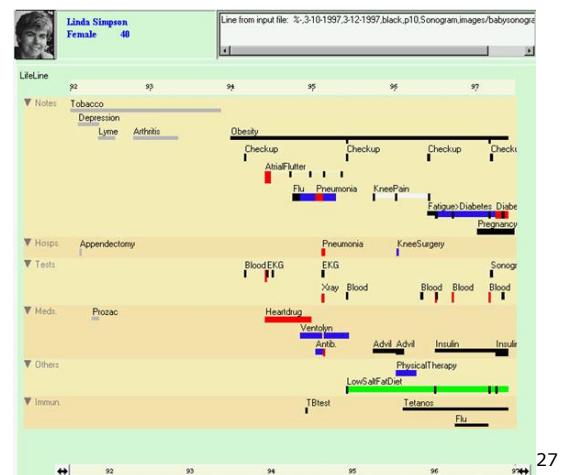 Linda Simpson
Female 40
Line from input file: %-,3-10-1997,3-12-1997,black,p10,Sonogram,images/babysonogra
LifeLine
92 93 94 95 96 97
Notes Tobacco
Depression
Lyme Arthritis Obesity
Checkup Checkup Checkup Checku
AtrialFlutter
Flu Pneumonia KneePain
Fatigue>Diabetes Diabe
Pregnancy
Hosps. Appendectomy Pneumonia KneeSurgery
Tests Blood EKG EKG Sonogr
Xray Blood Blood Blood Blood
Meds. Prozac Heartdrug
Ventolyn
Antib. Advil Advil Insulin Insulin
Others PhysicalTherapy
LowSaltFatDiet
Immun. TBtest Tetanos
Flu
92 93 94 95 96 97
27